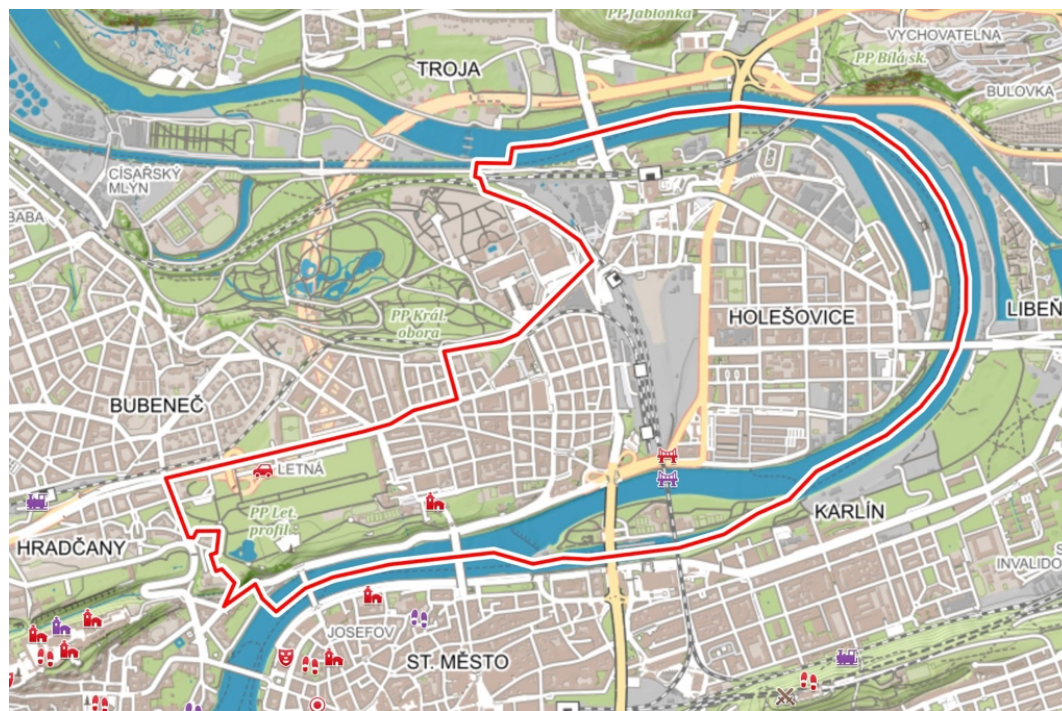 PP Jabloňka
VYCHOVATELNA
PP Bílá sk.
TROJA
BULOVKA
CÍSAŘSKÝ
MLÝN
BABA
PP Král.
obora
HOLEŠOVICE
LIBEŇ
BUBENEČ
LETNÁ
PP Let.
profil
KARLÍN
HRADČANY
INVALIDO
JOSEFOV
ST. MĚSTO